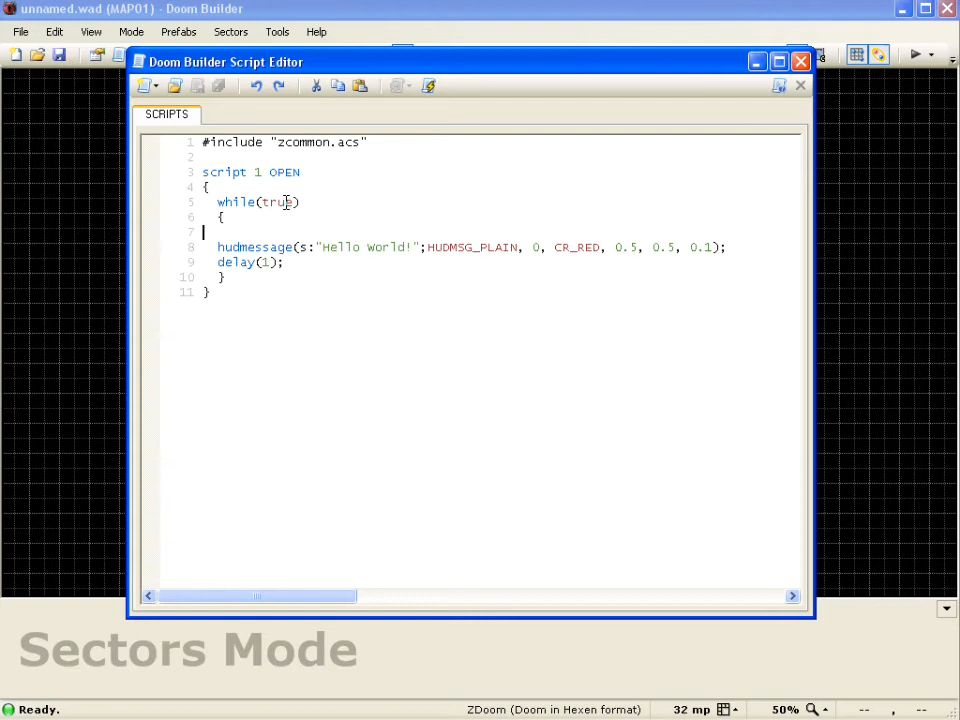 unnamed.wad (MAP01) - Doom Builder
File Edit View Mode Prefabs Sectors Tools Help
Doom Builder Script Editor
SCRIPTS
1 #include "zcommon.acs"
2
3 script 1 OPEN
4 {
5 while(true)
6 {
7
8 hudmessage(s:"Hello World!";HUDMSG_PLAIN, 0, CR_RED, 0.5, 0.5, 0.1);
9 delay(1);
10 }
11 }
Sectors Mode
Ready. ZDoom (Doom in Hexen format) 32 mp 50% -- , --